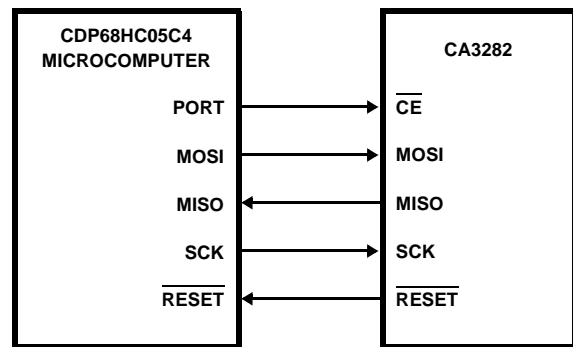 CDP68HC05C4
MICROCOMPUTER
PORT
MOSI
MISO
SCK
RESET
CA3282
CE
MOSI
MISO
SCK
RESET